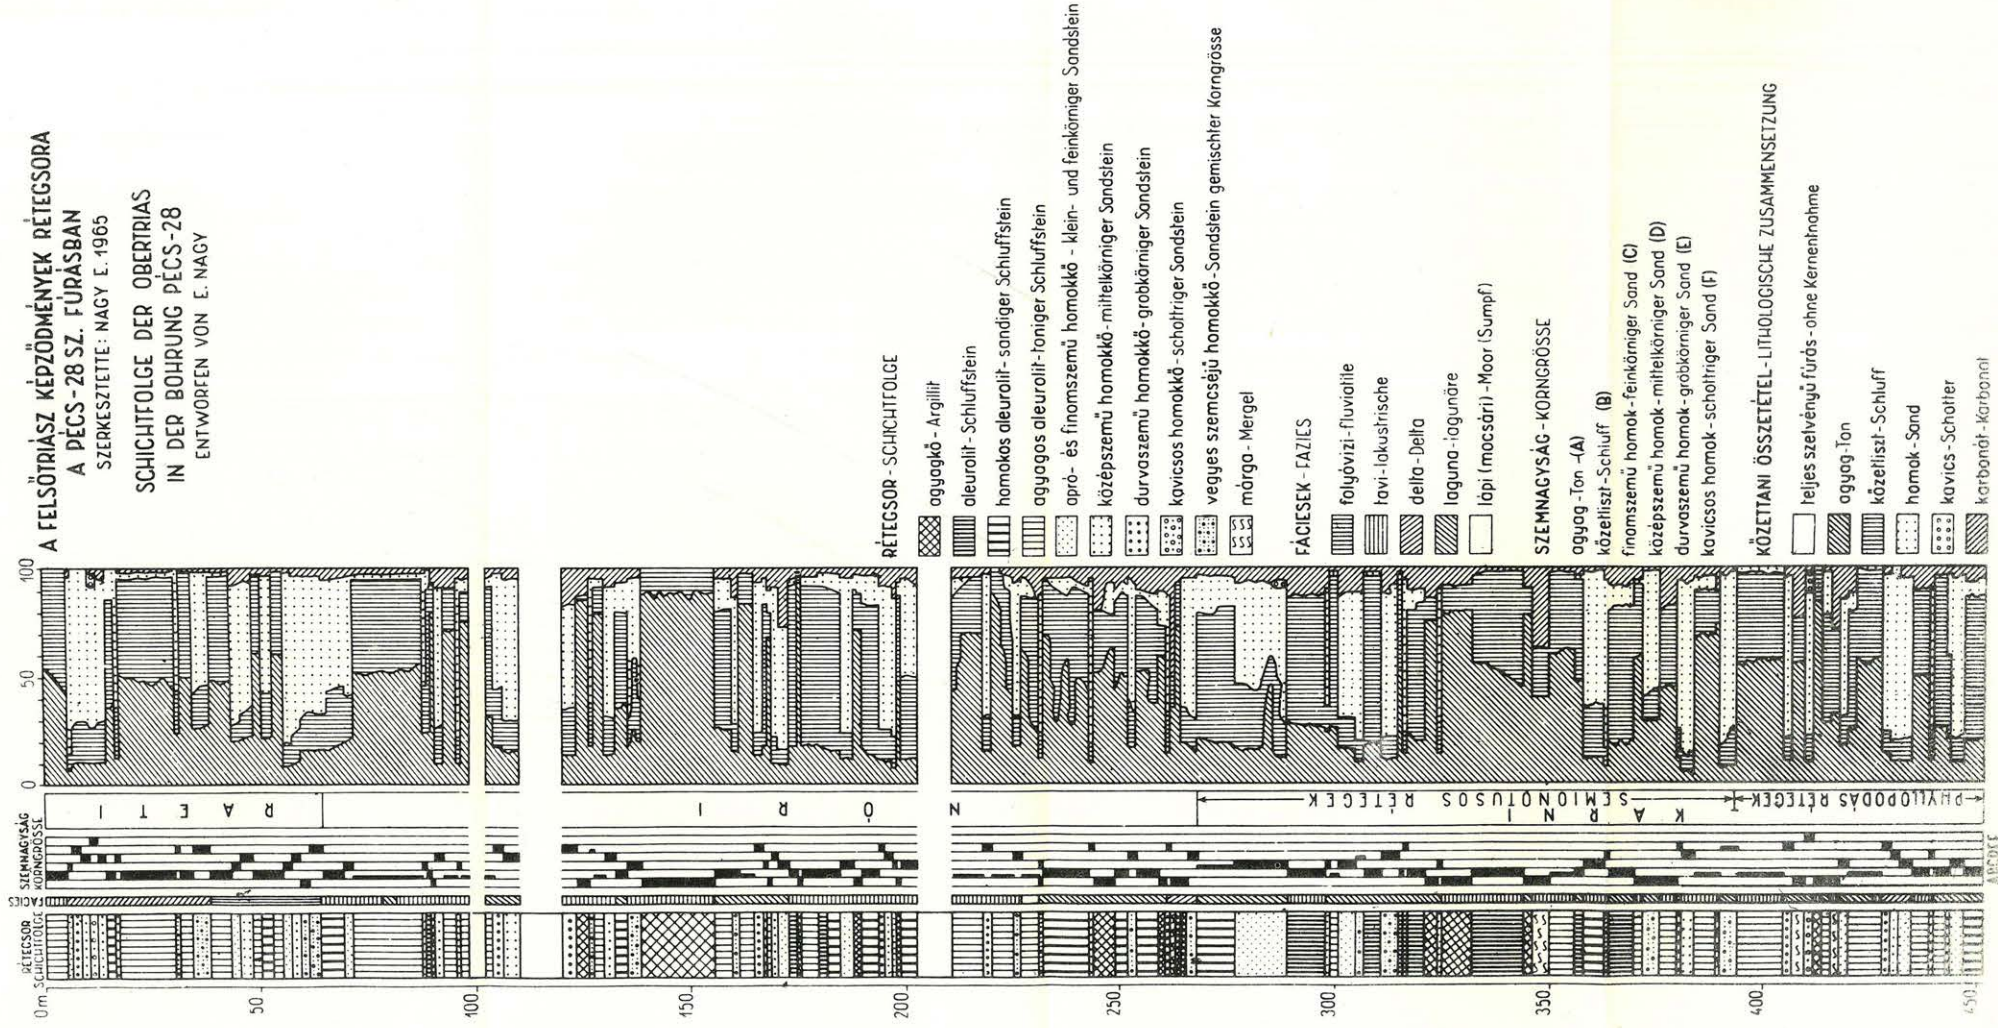 A FELSŐTRIÁSZ KÉPZŐDMÉNYEK RÉTEGSORA
A PÉCS-28 SZ. FÚRÁSBAN
SZERKESZTETTE: NAGY E. 1965
SCHICHTFOLGE DER OBERTRIAS
IN DER BOHRUNG PÉCS-28
ENTWORFEN VON E. NAGY
RÉTEGSOR - SCHICHTFOLGE
agyagkő - Argillit
aleurolit - Schluffstein
homokos aleurolit - sandiger Schluffstein
agyagos aleurolit - toniger Schluffstein
apró- és finomszemű homokkő - klein- und feinkörniger Sandstein
középszemű homokkő - mittelkörniger Sandstein
durvaszemű homokkő - grobkörniger Sandstein
kavicsos homokkő - schottriger Sandstein
vegyes szemcséjű homokkő - Sandstein gemischter Korngrösse
márga - Mergel
FÁCIESEK - FAZIES
folyóvizi - fluviatile
tavi - lakustrische
delta - Delta
laguna - lagunäre
lápi (mocsári) - Moor (Sumpf)
SZEMNAGYSÁG - KORNGRÖSSE
agyag - Ton - (A)
kőzetliszt - Schluff (B)
finomszemű homok - feinkörniger Sand (C)
középszemű homok - mittelkörniger Sand (D)
durvaszemű homok - grobkörniger Sand (E)
kavicsos homok - schottriger Sand (F)
KŐZETTANI ÖSSZETÉTEL - LITHOLOGISCHE ZUSAMMENSETZUNG
teljes szelvényű fúrás - ohne Kernentnahme
agyag - Ton
kőzetliszt - Schluff
homok - Sand
kavics - Schotter
karbonát - Karbonat
100
50
0
RAETI
NÓRI
KARNI
SEMIONOTUSOS RÉTEGEK
PHYLLOPODÁS RÉTEGEK
SZEMNAGYSÁG
KORNGRÖSSE
FÁCIES
RÉTEGSOR
SCHICHTFOLGE
ABCDEF
0 m
50
100
150
200
250
300
350
400
450